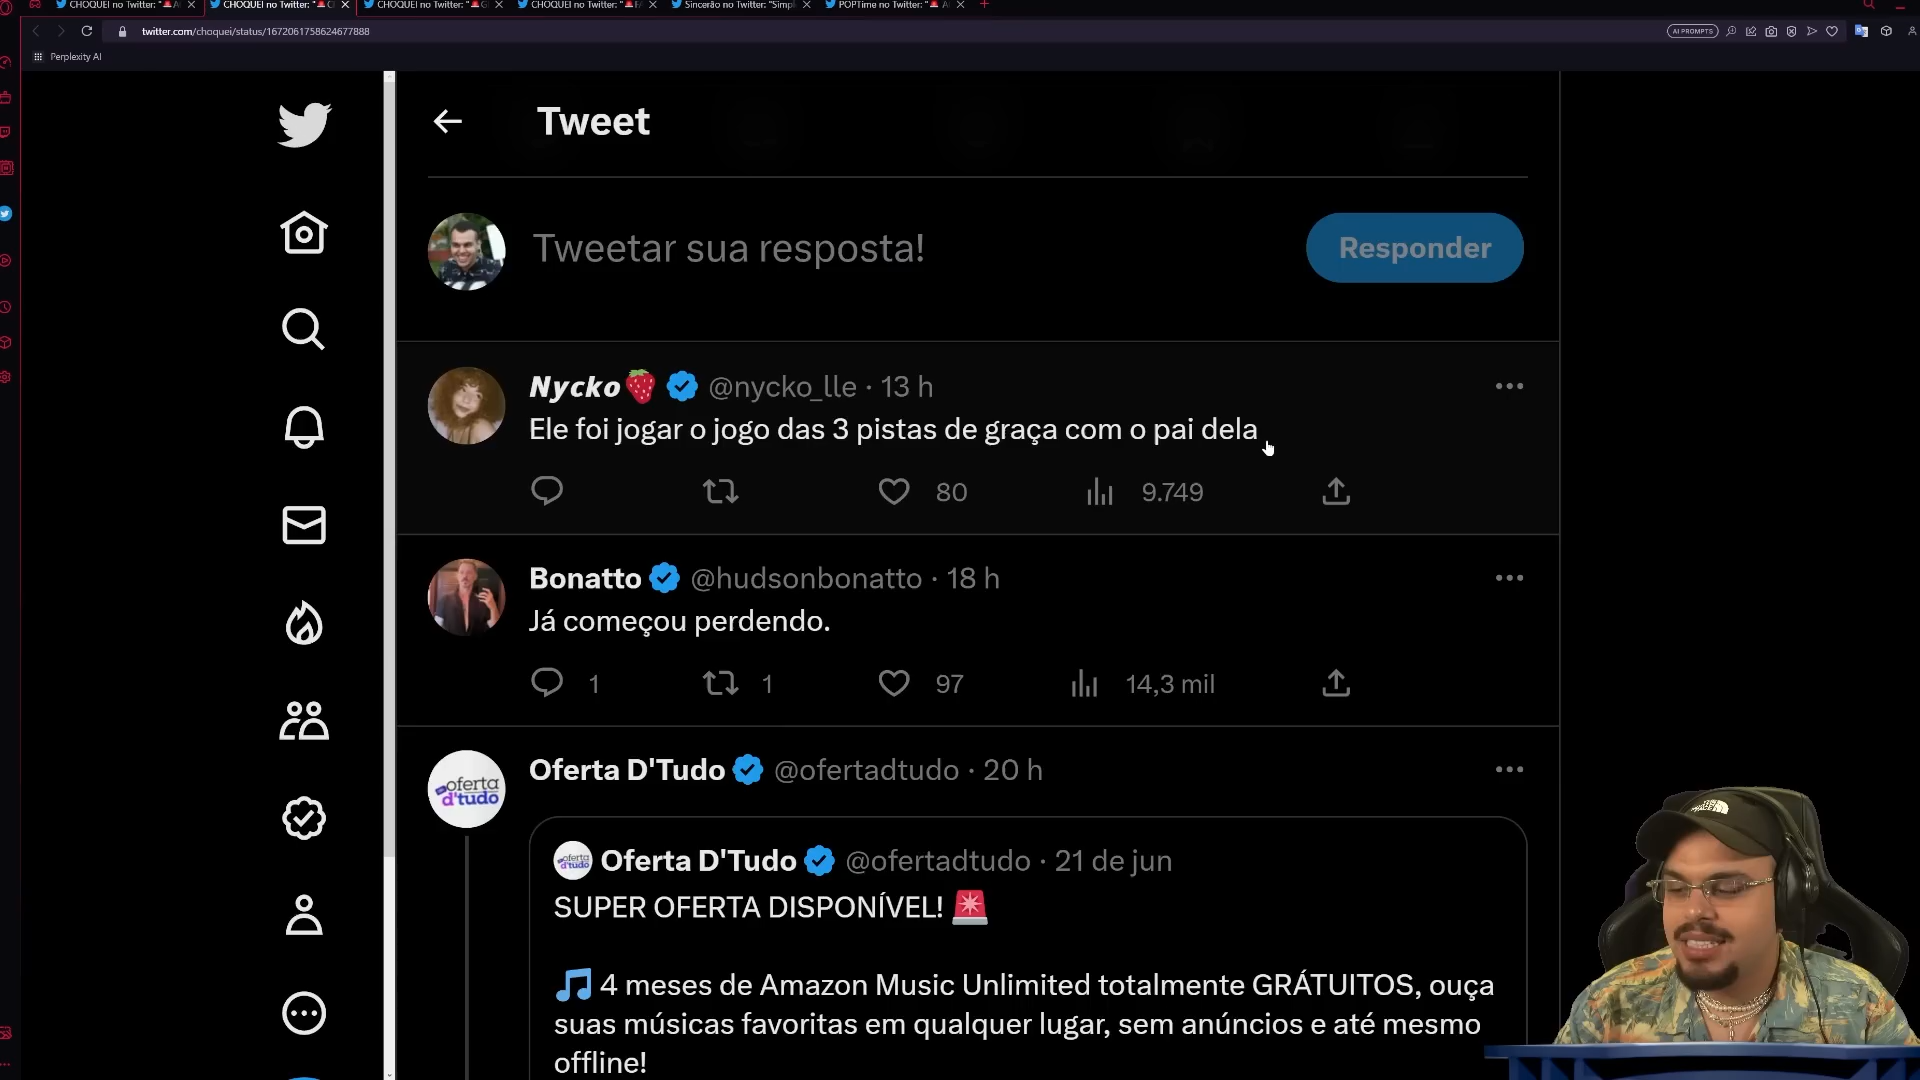 CHOQUEI no Twitter: "
CHOQUEI no Twitter: "
CHOQUEI no Twitter: "
CHOQUEI no Twitter: "
Sincerão no Twitter: "Simpl
POPTime no Twitter: "
twitter.com/choquei/status/1672061758624677888
AI PROMPTS
Perplexity AI
Tweet
Tweetar sua resposta!
Responder
Nycko🍓 @nycko_lle · 13 h
Ele foi jogar o jogo das 3 pistas de graça com o pai dela
80 9.749
Bonatto @hudsonbonatto · 18 h
Já começou perdendo.
1 1 97 14,3 mil
oferta
d'tudo
Oferta D'Tudo @ofertadtudo · 20 h
Oferta D'Tudo @ofertadtudo · 21 de jun
SUPER OFERTA DISPONÍVEL! 🚨
🎵 4 meses de Amazon Music Unlimited totalmente GRÁTUITOS, ouça
suas músicas favoritas em qualquer lugar, sem anúncios e até mesmo
offline!